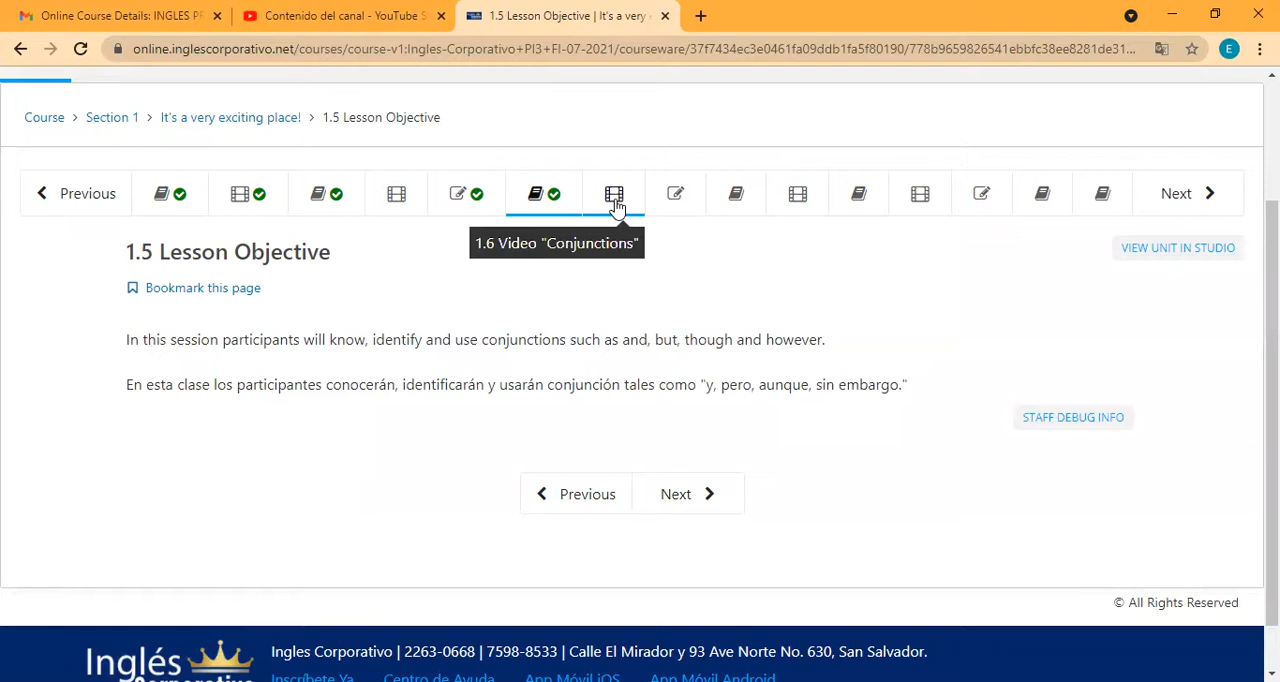 Online Course Details: INGLES PR
Contenido del canal - YouTube S
1.5 Lesson Objective | It's a very
online.inglescorporativo.net/courses/course-v1:Ingles-Corporativo+PI3+FI-07-2021/courseware/37f7434ec3e0461fa09ddb1fa5f80190/778b9659826541ebbfc38ee8281de31...
E
Course > Section 1 > It's a very exciting place! > 1.5 Lesson Objective
Previous
Next
1.6 Video "Conjunctions"
1.5 Lesson Objective
VIEW UNIT IN STUDIO
Bookmark this page
In this session participants will know, identify and use conjunctions such as and, but, though and however.
En esta clase los participantes conocerán, identificarán y usarán conjunción tales como "y, pero, aunque, sin embargo."
STAFF DEBUG INFO
Previous Next
© All Rights Reserved
Inglés
Ingles Corporativo | 2263-0668 | 7598-8533 | Calle El Mirador y 93 Ave Norte No. 630, San Salvador.
Corporativo
Inscríbete Ya Centro de Ayuda App Móvil iOS App Móvil Android